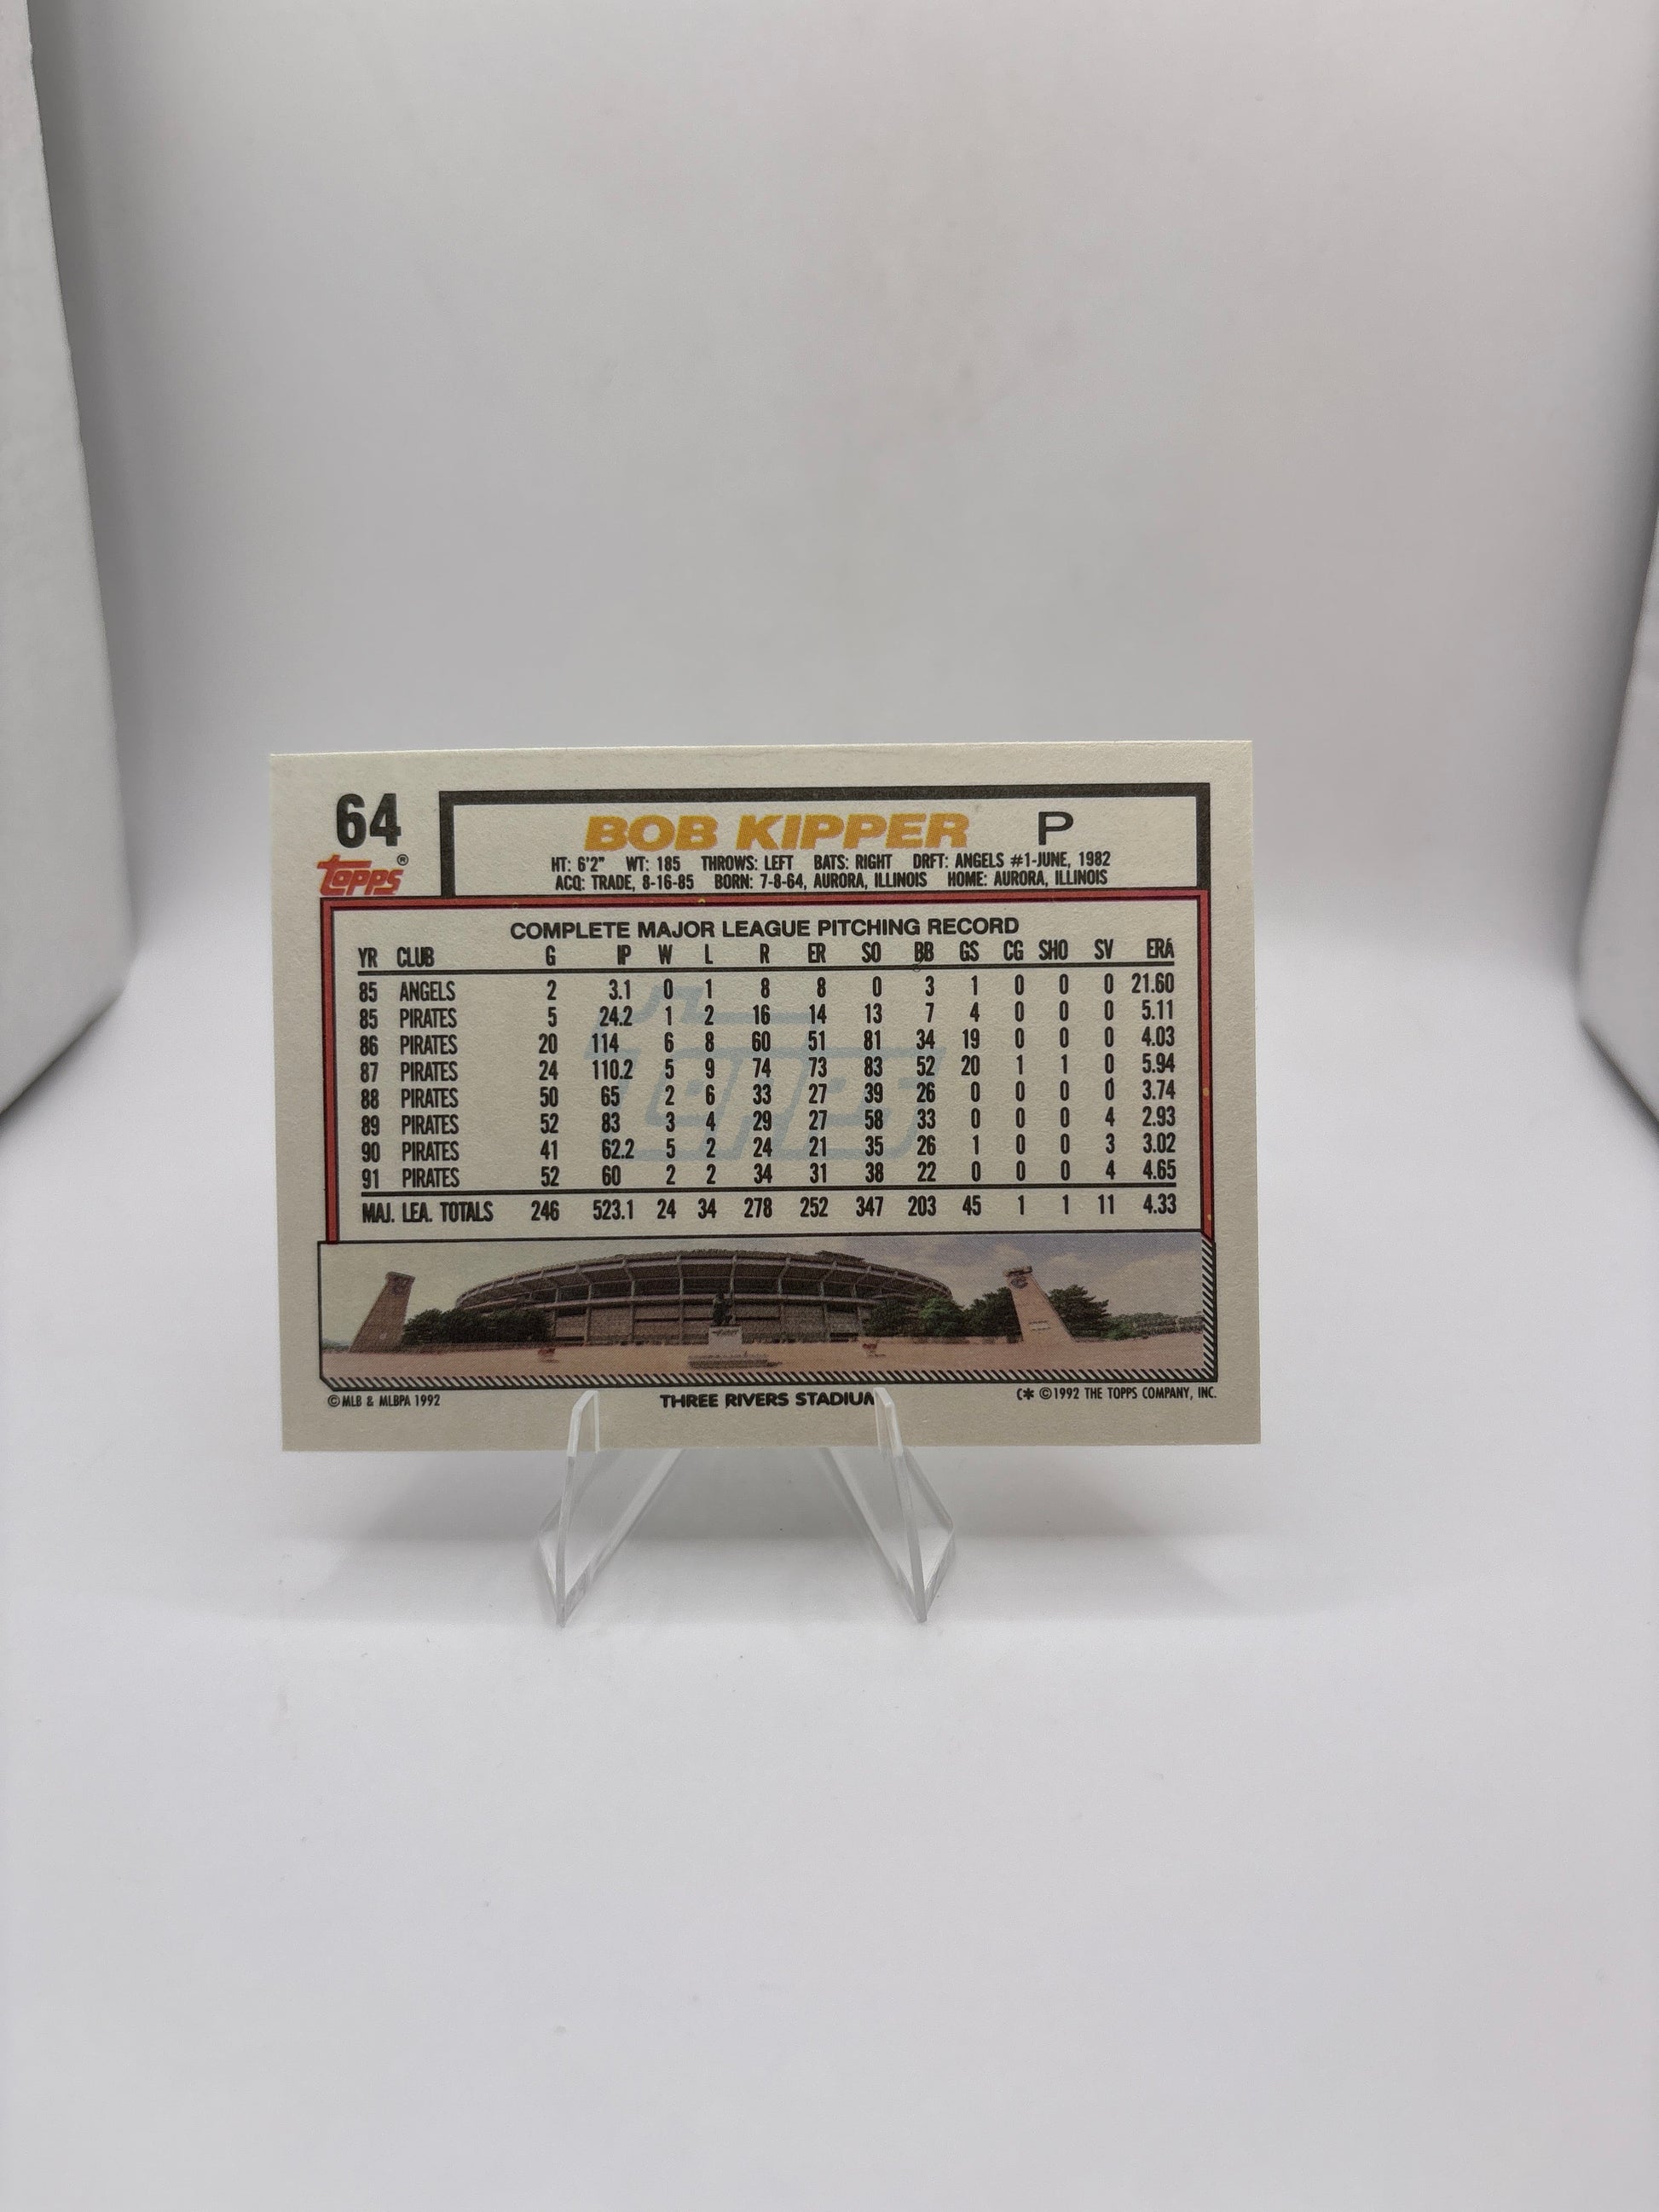 64
BOB KIPPER P
Topps®
HT: 6'2" WT: 185 THROWS: LEFT BATS: RIGHT DRFT: ANGELS #1-JUNE, 1982
ACQ: TRADE, 8-16-85 BORN: 7-8-64, AURORA, ILLINOIS HOME: AURORA, ILLINOIS
COMPLETE MAJOR LEAGUE PITCHING RECORD
YR CLUB G IP W L R ER SO BB GS CG SHO SV ERA
85 ANGELS 2 3.1 0 1 8 8 0 3 1 0 0 0 21.60
85 PIRATES 5 24.2 1 2 16 14 13 7 4 0 0 0 5.11
86 PIRATES 20 114 6 8 60 51 81 34 19 0 0 0 4.03
87 PIRATES 24 110.2 5 9 74 73 83 52 20 1 1 0 5.94
88 PIRATES 50 65 2 6 33 27 39 26 0 0 0 0 3.74
89 PIRATES 52 83 3 4 29 27 58 33 0 0 0 4 2.93
90 PIRATES 41 62.2 5 2 24 21 35 26 1 0 0 3 3.02
91 PIRATES 52 60 2 2 34 31 38 22 0 0 0 4 4.65
MAJ. LEA. TOTALS 246 523.1 24 34 278 252 347 203 45 1 1 11 4.33
Topps
© MLB & MLBPA 1992 THREE RIVERS STADIUM C* ©1992 THE TOPPS COMPANY, INC.